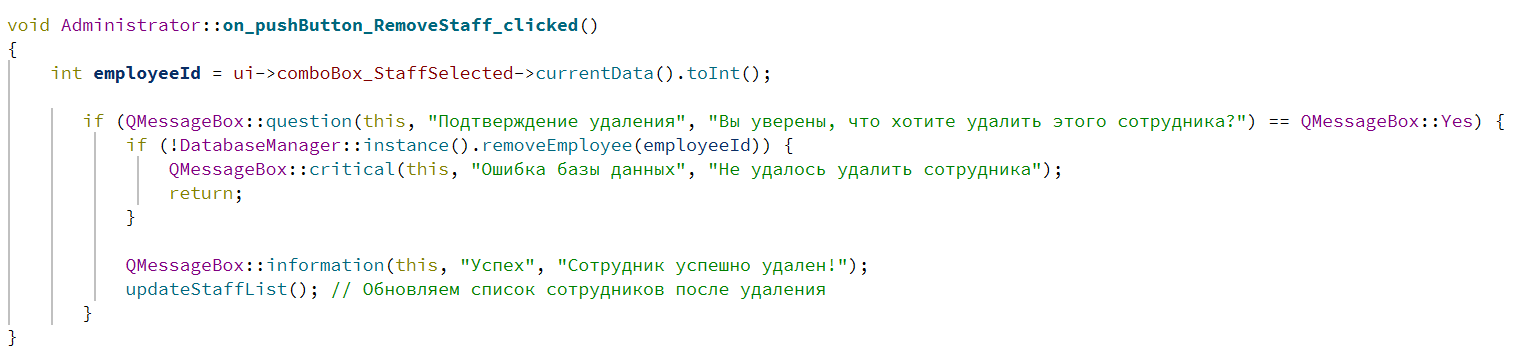 void Administrator::on_pushButton_RemoveStaff_clicked()
{
    int employeeId = ui->comboBox_StaffSelected->currentData().toInt();

       if (QMessageBox::question(this, "Подтверждение удаления", "Вы уверены, что хотите удалить этого сотрудника?") == QMessageBox::Yes) {
           if (!DatabaseManager::instance().removeEmployee(employeeId)) {
               QMessageBox::critical(this, "Ошибка базы данных", "Не удалось удалить сотрудника");
               return;
           }

           QMessageBox::information(this, "Успех", "Сотрудник успешно удален!");
           updateStaffList(); // Обновляем список сотрудников после удаления
       }
}